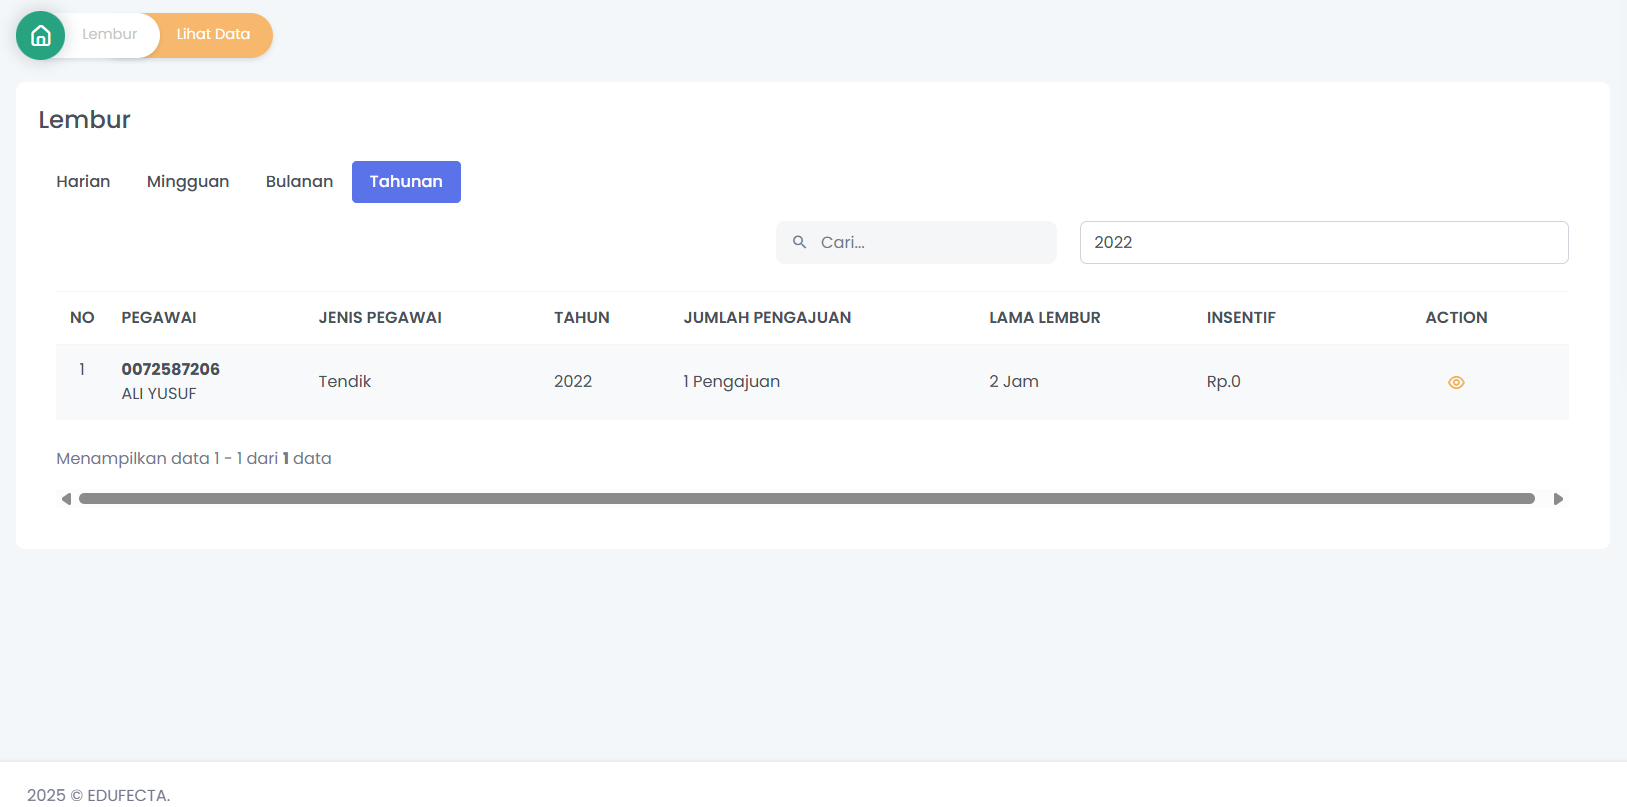 Lembur
Lihat Data
Lembur
Harian
Mingguan
Bulanan
Tahunan
Cari...
2022
NO PEGAWAI JENIS PEGAWAI TAHUN JUMLAH PENGAJUAN LAMA LEMBUR INSENTIF ACTION
1 0072587206 Tendik 2022 1 Pengajuan 2 Jam Rp.0
ALI YUSUF
Menampilkan data 1 - 1 dari 1 data
2025 © EDUFECTA.